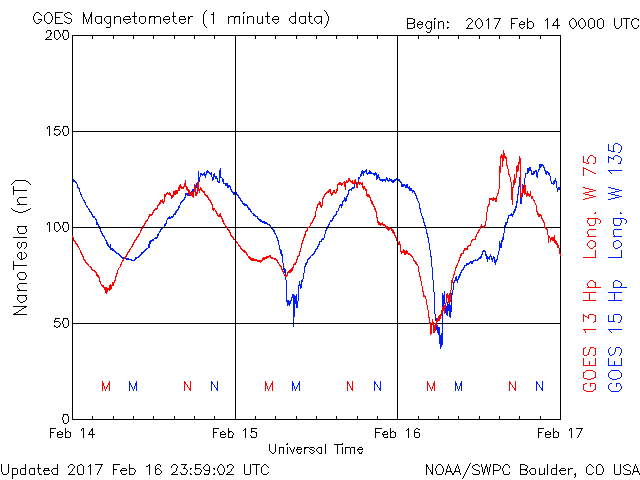 GOES Magnetometer (1 minute data)
Begin: 2017 Feb 14 0000 UTC
200
150
100
50
0
NanoTesla (nT)
M M N N M M N N M M N N
Feb 14 Feb 15 Feb 16 Feb 17
Universal Time
GOES 13 Hp Long. W 75
GOES 15 Hp Long. W 135
Updated 2017 Feb 16 23:59:02 UTC
NOAA/SWPC Boulder, CO USA